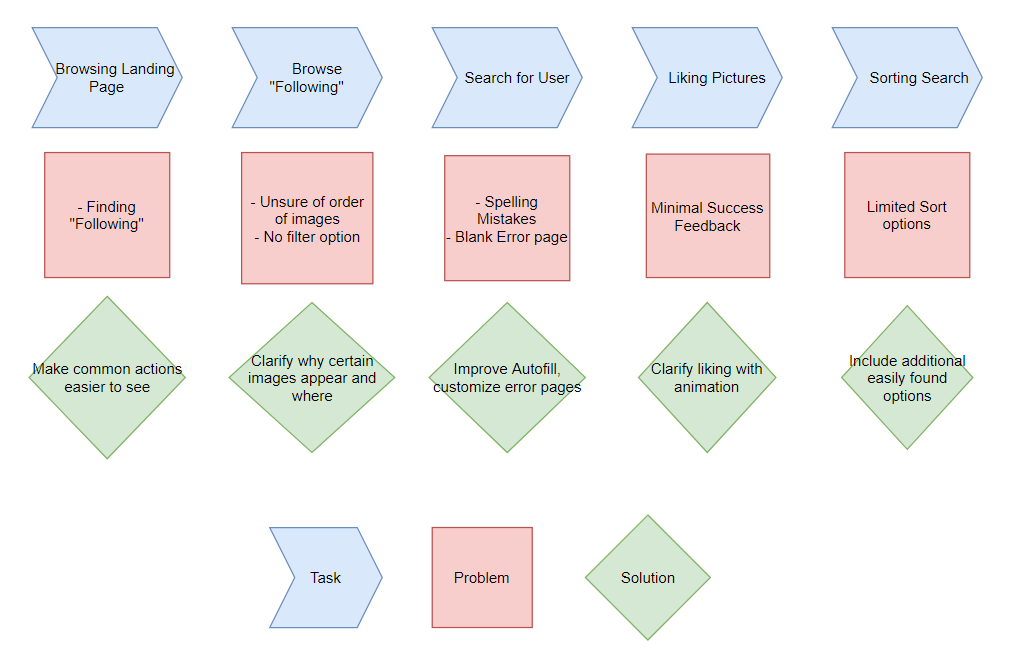 Browsing Landing
Page
Browse
"Following"
Search for User
Liking Pictures
Sorting Search
- Finding
"Following"
- Unsure of order
of images
- No filter option
- Spelling
Mistakes
- Blank Error page
Minimal Success
Feedback
Limited Sort
options
Make common actions
easier to see
Clarify why certain
images appear and
where
Improve Autofill,
customize error pages
Clarify liking with
animation
Include additional
easily found
options
Task
Problem
Solution